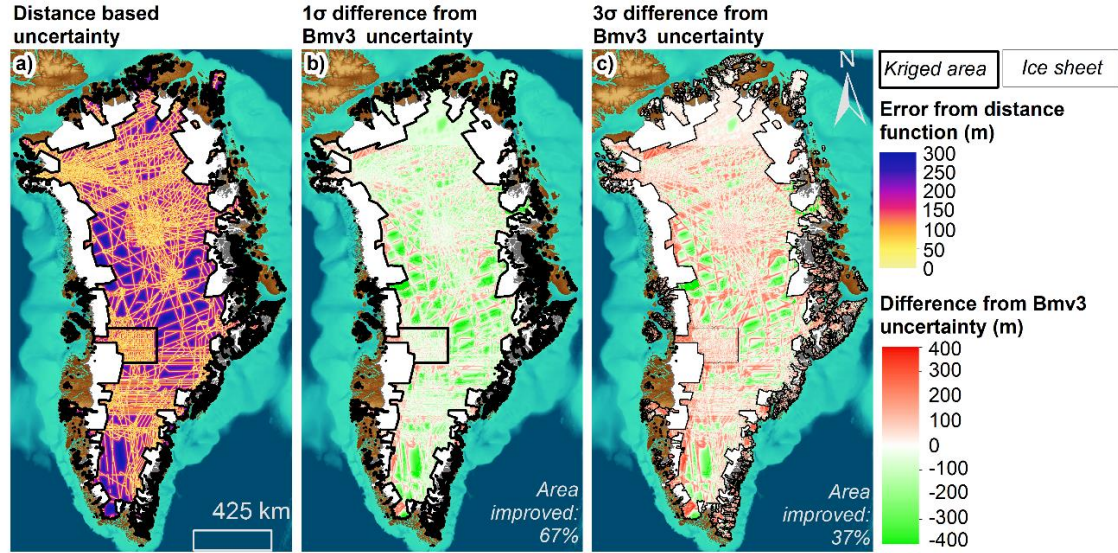 Distance based
uncertainty
1σ difference from
Bmv3 uncertainty
3σ difference from
Bmv3 uncertainty
a)
b)
c)
N
425 km
Area
improved:
67%
Area
improved:
37%
Kriged area
Ice sheet
Error from distance
function (m)
300
250
200
150
100
50
0
Difference from Bmv3
uncertainty (m)
400
300
200
100
0
-100
-200
-300
-400